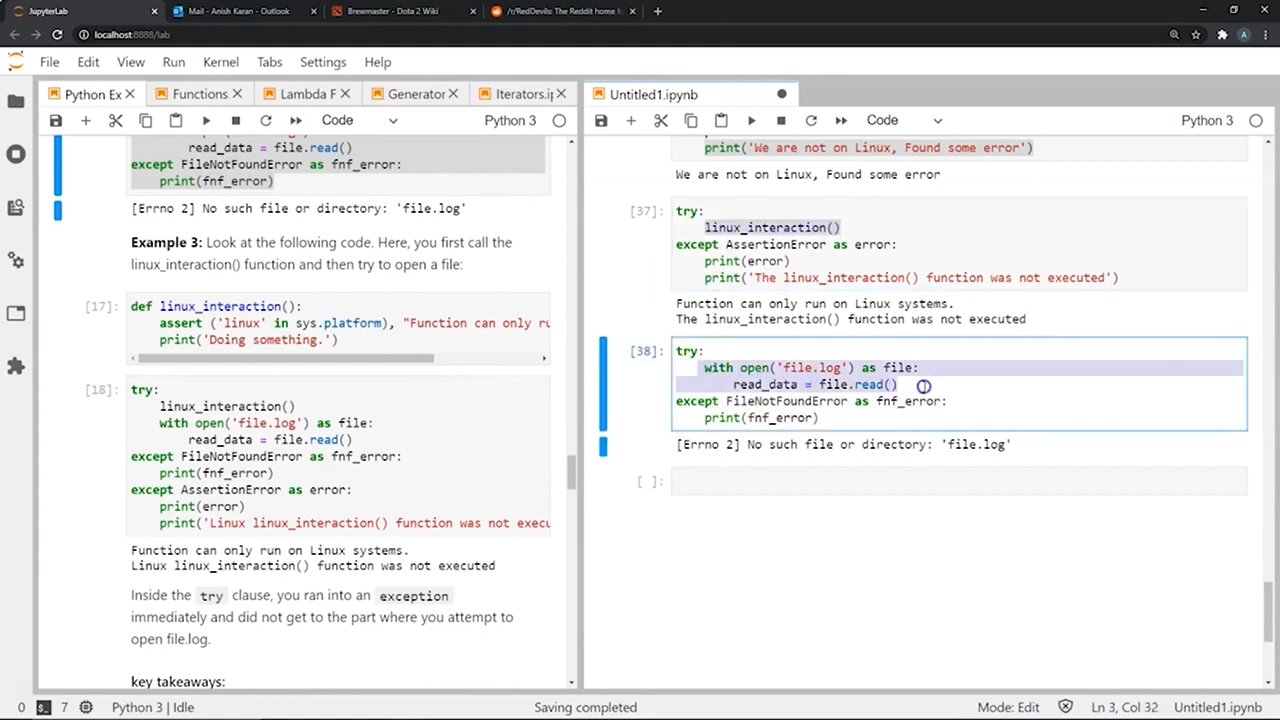 JupyterLab
Mail - Anish Karan - Outlook
Brewmaster - Dota 2 Wiki
/r/RedDevils: The Reddit home f
localhost:8888/lab
A
File Edit View Run Kernel Tabs Settings Help
Python Ex
Functions
Lambda F
Generator
Iterators.i
Untitled1.ipynb
Code
Python 3
Code
Python 3
read_data = file.read()
except FileNotFoundError as fnf_error:
print(fnf_error)
[Errno 2] No such file or directory: 'file.log'
Example 3: Look at the following code. Here, you first call the
linux_interaction() function and then try to open a file:
[17]: def linux_interaction():
assert ('linux' in sys.platform), "Function can only ru
print('Doing something.')
[18]: try:
linux_interaction()
with open('file.log') as file:
read_data = file.read()
except FileNotFoundError as fnf_error:
print(fnf_error)
except AssertionError as error:
print(error)
print('Linux linux_interaction() function was not execu
Function can only run on Linux systems.
Linux linux_interaction() function was not executed
Inside the try clause, you ran into an exception
immediately and did not get to the part where you attempt to
open file.log.
key takeaways:
print('We are not on Linux, Found some error')
We are not on Linux, Found some error
[37]: try:
linux_interaction()
except AssertionError as error:
print(error)
print('The linux_interaction() function was not executed')
Function can only run on Linux systems.
The linux_interaction() function was not executed
[38]: try:
with open('file.log') as file:
read_data = file.read()
except FileNotFoundError as fnf_error:
print(fnf_error)
[Errno 2] No such file or directory: 'file.log'
[ ]:
0 7 Python 3 | Idle
Saving completed
Mode: Edit
Ln 3, Col 32
Untitled1.ipynb